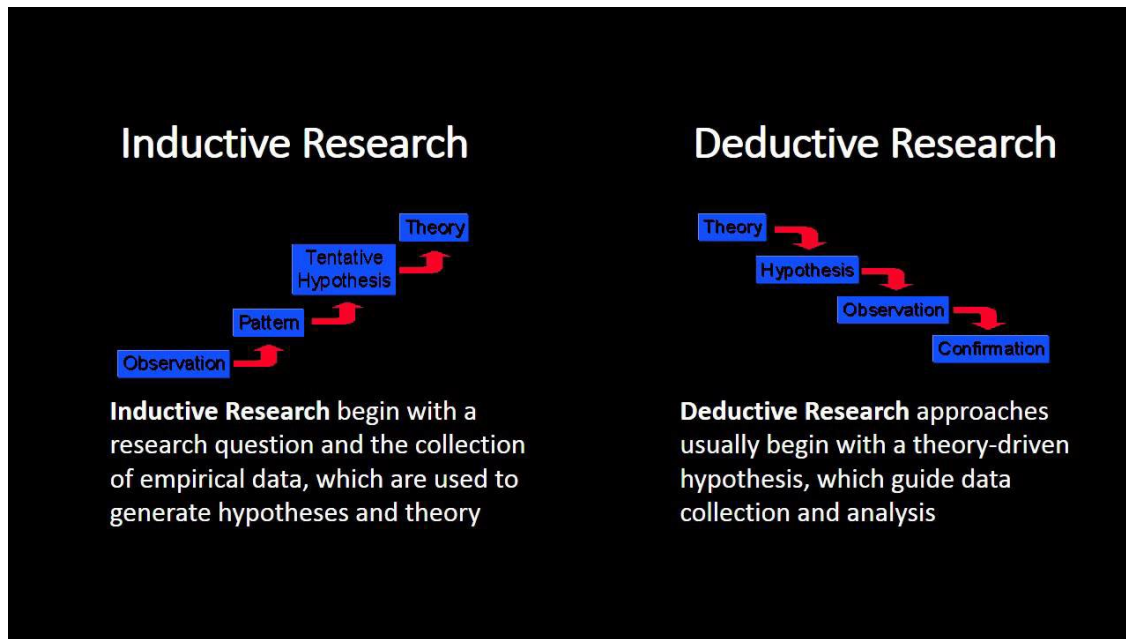 Inductive Research
Theory
Tentative
Hypothesis
Pattern
Observation
Inductive Research begin with a
research question and the collection
of empirical data, which are used to
generate hypotheses and theory
Deductive Research
Theory
Hypothesis
Observation
Confirmation
Deductive Research approaches
usually begin with a theory-driven
hypothesis, which guide data
collection and analysis